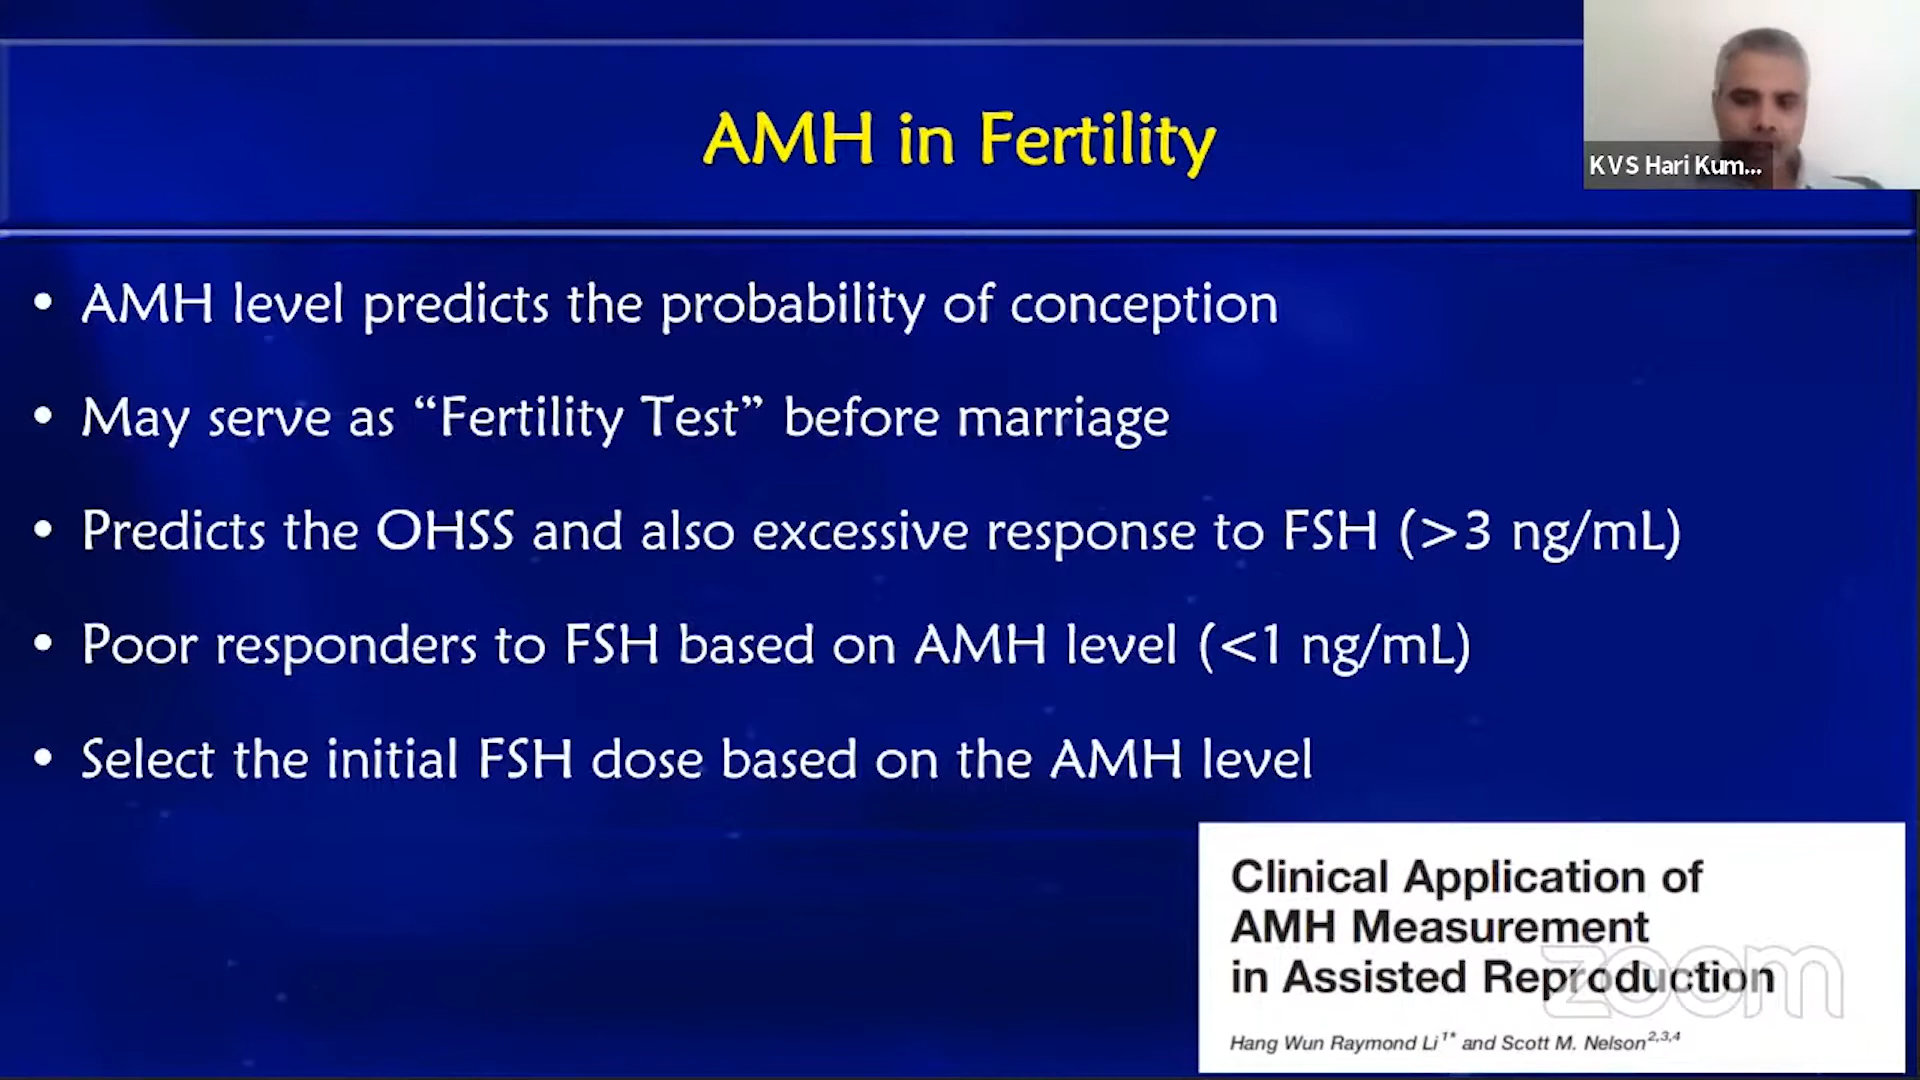 AMH in Fertility
KVS Hari Kum...
• AMH level predicts the probability of conception
• May serve as “Fertility Test” before marriage
• Predicts the OHSS and also excessive response to FSH (>3 ng/mL)
• Poor responders to FSH based on AMH level (<1 ng/mL)
• Select the initial FSH dose based on the AMH level
Clinical Application of
AMH Measurement
in Assisted Reproduction
zoom
Hang Wun Raymond Li1* and Scott M. Nelson2,3,4